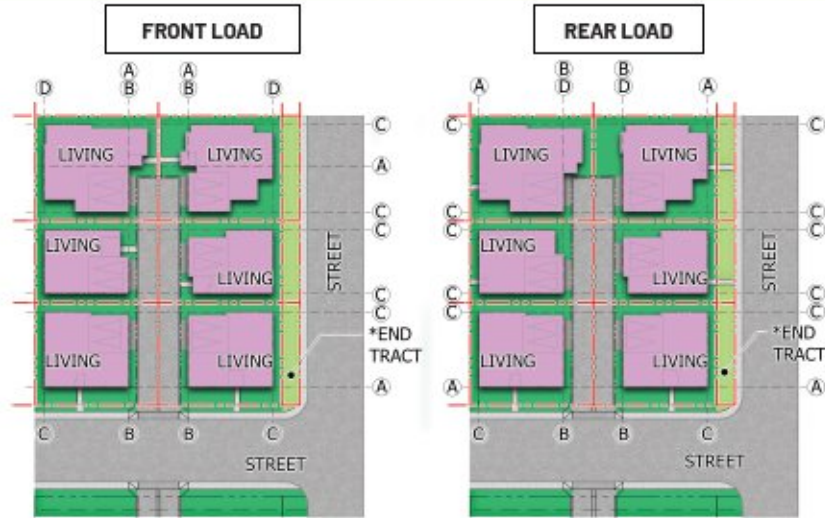 FRONT LOAD
REAR LOAD
A A
D B B D
B B
A D D A
C C C
LIVING LIVING
A
LIVING LIVING
C C C
C C C
LIVING
LIVING
STREET
LIVING
LIVING
STREET
C C C
C C C
*END
TRACT
*END
TRACT
LIVING LIVING
LIVING LIVING
A A A
C B B C
C B B C
STREET
STREET